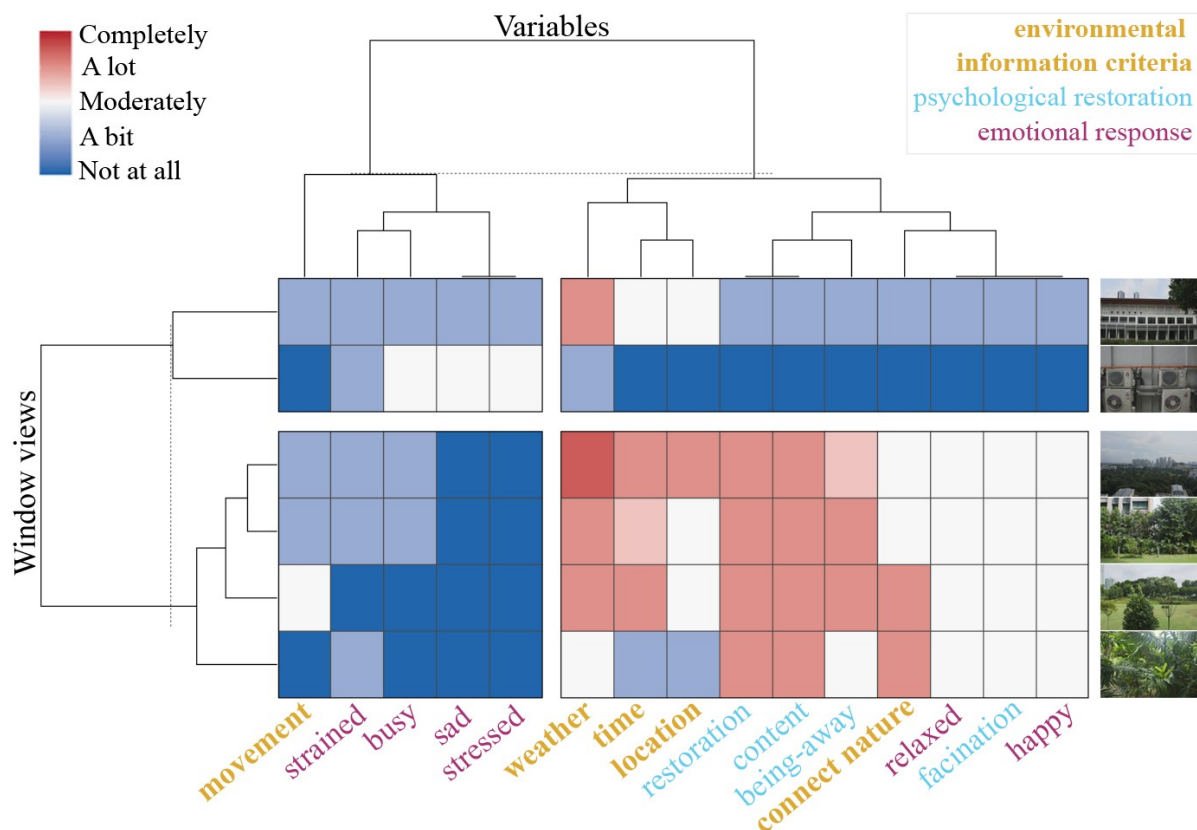 Completely
A lot
Moderately
A bit
Not at all
Variables
environmental
information criteria
psychological restoration
emotional response
Window views
movement
strained
busy
sad
stressed
weather
time
location
restoration
content
being-away
connect nature
relaxed
facination
happy